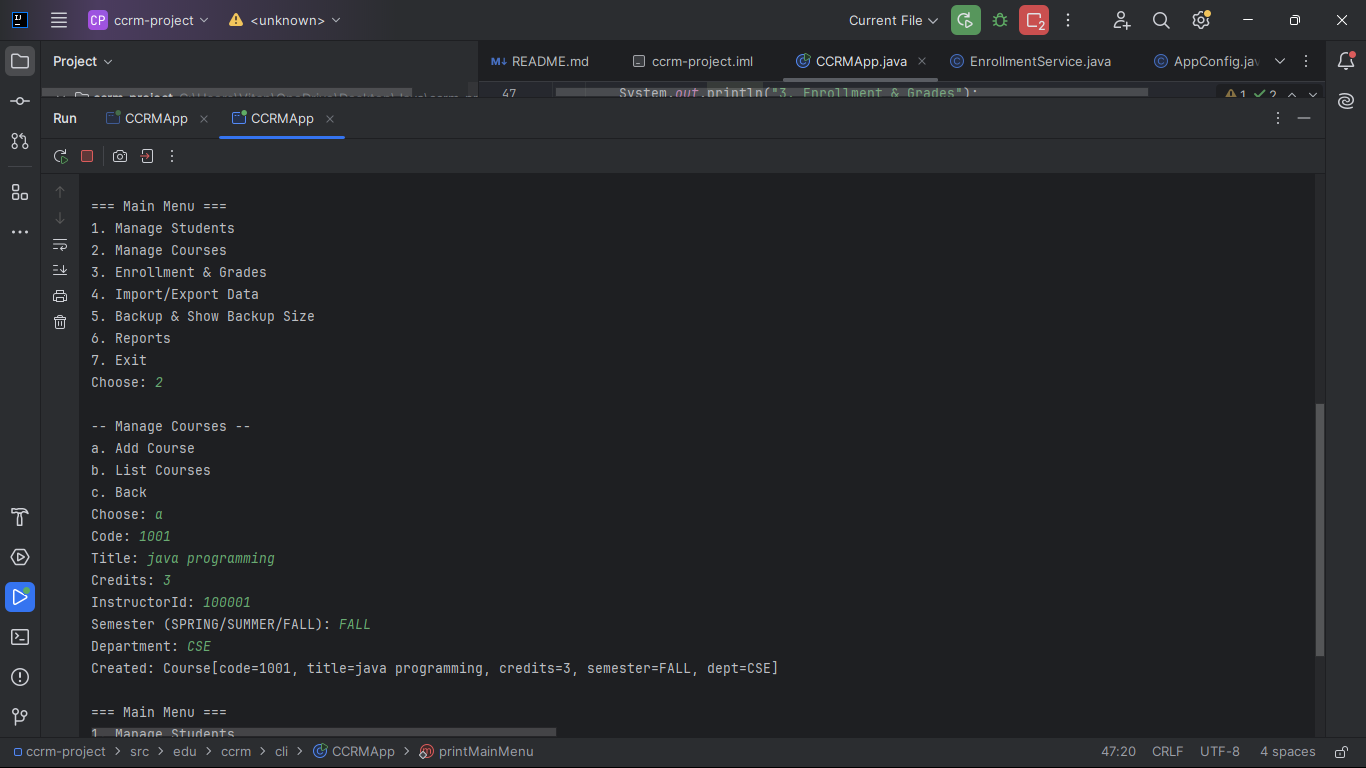 CP ccrm-project <unknown> Current File 2
Project README.md ccrm-project.iml CCRMApp.java EnrollmentService.java AppConfig.jav
47 System.out.println("3. Enrollment & Grades"); 1 2
Run CCRMApp CCRMApp
=== Main Menu ===
1. Manage Students
2. Manage Courses
3. Enrollment & Grades
4. Import/Export Data
5. Backup & Show Backup Size
6. Reports
7. Exit
Choose: 2
-- Manage Courses --
a. Add Course
b. List Courses
c. Back
Choose: a
Code: 1001
Title: java programming
Credits: 3
InstructorId: 100001
Semester (SPRING/SUMMER/FALL): FALL
Department: CSE
Created: Course[code=1001, title=java programming, credits=3, semester=FALL, dept=CSE]
=== Main Menu ===
1. Manage Students
ccrm-project > src > edu > ccrm > cli > CCRMApp > printMainMenu 47:20 CRLF UTF-8 4 spaces